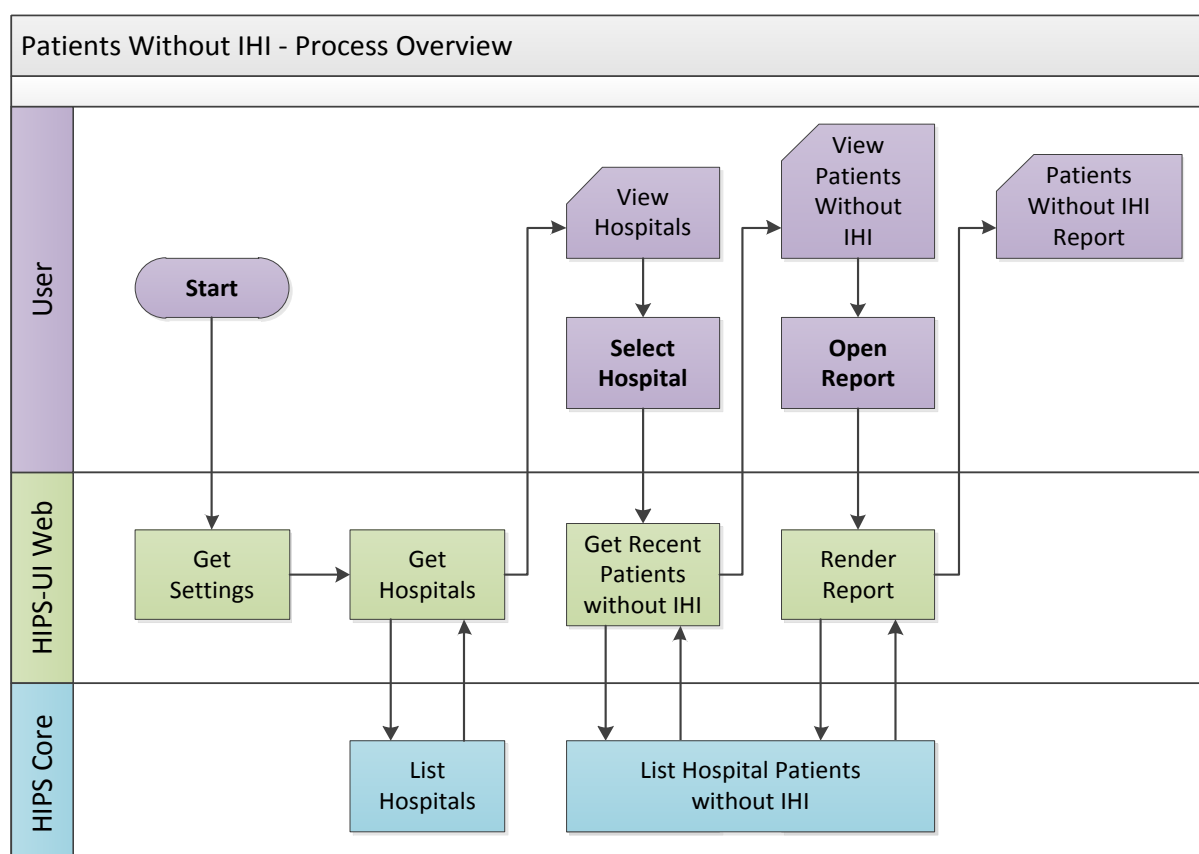 Patients Without IHI - Process Overview
User
Start
View
Hospitals
Select
Hospital
View
Patients
Without
IHI
Open
Report
Patients
Without IHI
Report
HIPS-UI Web
Get
Settings
Get
Hospitals
Get Recent
Patients
without IHI
Render
Report
HIPS Core
List
Hospitals
List Hospital Patients
without IHI